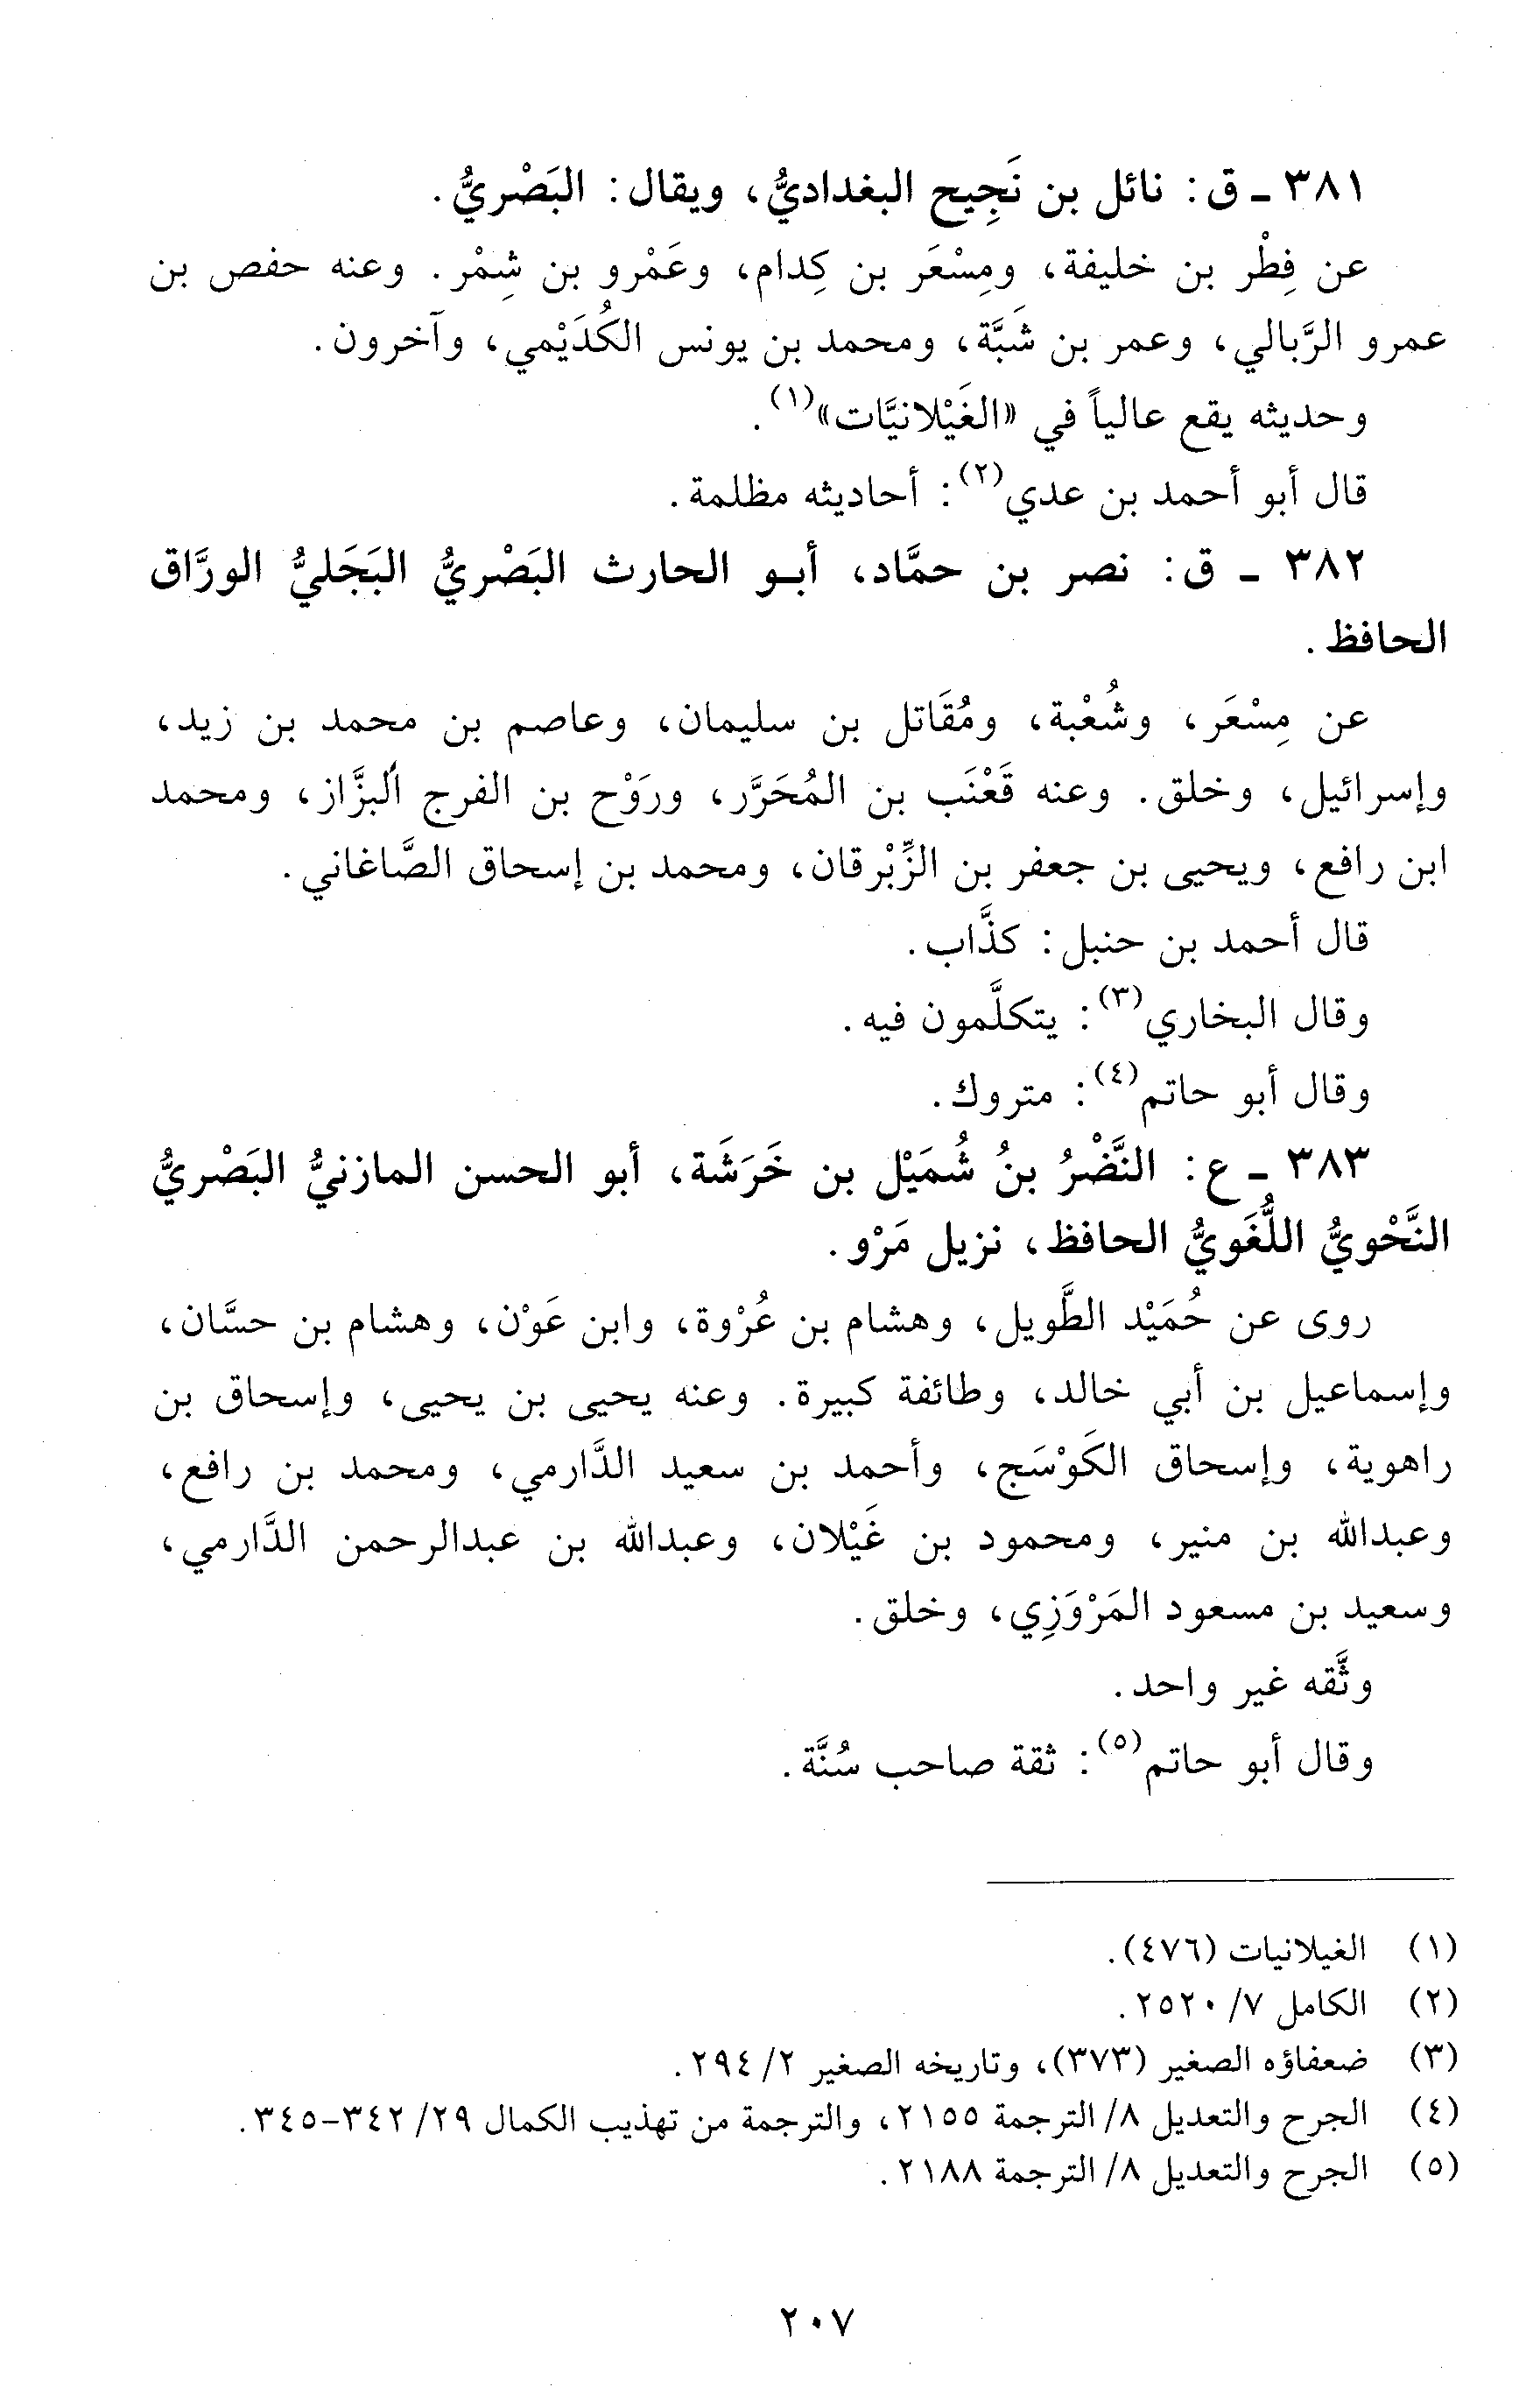 ٣٨١ - ق: نائل بن نَجِيح البغداديُّ، ويقال: البَصْريُّ.
عن فِطْر بن خليفة، ومِسْعَر بن كِدام، وعَمْرو بن شِمْر. وعنه حفص بن
عمرو الرَّبالي، وعمر بن شَبَّة، ومحمد بن يونس الكُدَيْمي، وآخرون.
وحديثه يقع عالياً في «الغَيْلانيَّات»(١).
قال أبو أحمد بن عدي(٢): أحاديثه مظلمة.
٣٨٢ - ق: نصر بن حمَّاد، أبو الحارث البَصْريُّ البَجَليُّ الورَّاق
الحافظ.
عن مِسْعَر، وشُعْبة، ومُقَاتل بن سليمان، وعاصم بن محمد بن زيد،
وإسرائيل، وخلق. وعنه قَعْنَب بن المُحَرَّر، ورَوْح بن الفرج البزَّاز، ومحمد
ابن رافع، ويحيى بن جعفر بن الزِّبْرقان، ومحمد بن إسحاق الصَّاغاني.
قال أحمد بن حنبل: كذَّاب.
وقال البخاري(٣): يتكلَّمون فيه.
وقال أبو حاتم(٤): متروك.
٣٨٣ - ع: النَّضْرُ بنُ شُمَيْل بن خَرَشَة، أبو الحسن المازنيُّ البَصْريُّ
النَّحْويُّ اللُّغَويُّ الحافظ، نزيل مَرْو.
روى عن حُمَيْد الطَّويل، وهشام بن عُرْوة، وابن عَوْن، وهشام بن حسَّان،
وإسماعيل بن أبي خالد، وطائفة كبيرة. وعنه يحيى بن يحيى، وإسحاق بن
راهوية، وإسحاق الكَوْسَج، وأحمد بن سعيد الدَّارمي، ومحمد بن رافع،
وعبدالله بن منير، ومحمود بن غَيْلان، وعبدالله بن عبدالرحمن الدَّارمي،
وسعيد بن مسعود المَرْوَزِي، وخلق.
وثَّقه غير واحد.
وقال أبو حاتم(٥): ثقة صاحب سُنَّة.
(١) الغيلانيات (٤٧٦).
(٢) الكامل ٧/ ٢٥٢٠.
(٣) ضعفاؤه الصغير (٣٧٣)، وتاريخه الصغير ٢/ ٢٩٤.
(٤) الجرح والتعديل ٨/ الترجمة ٢١٥٥، والترجمة من تهذيب الكمال ٢٩/ ٣٤٢-٣٤٥.
(٥) الجرح والتعديل ٨/ الترجمة ٢١٨٨.
٢٠٧